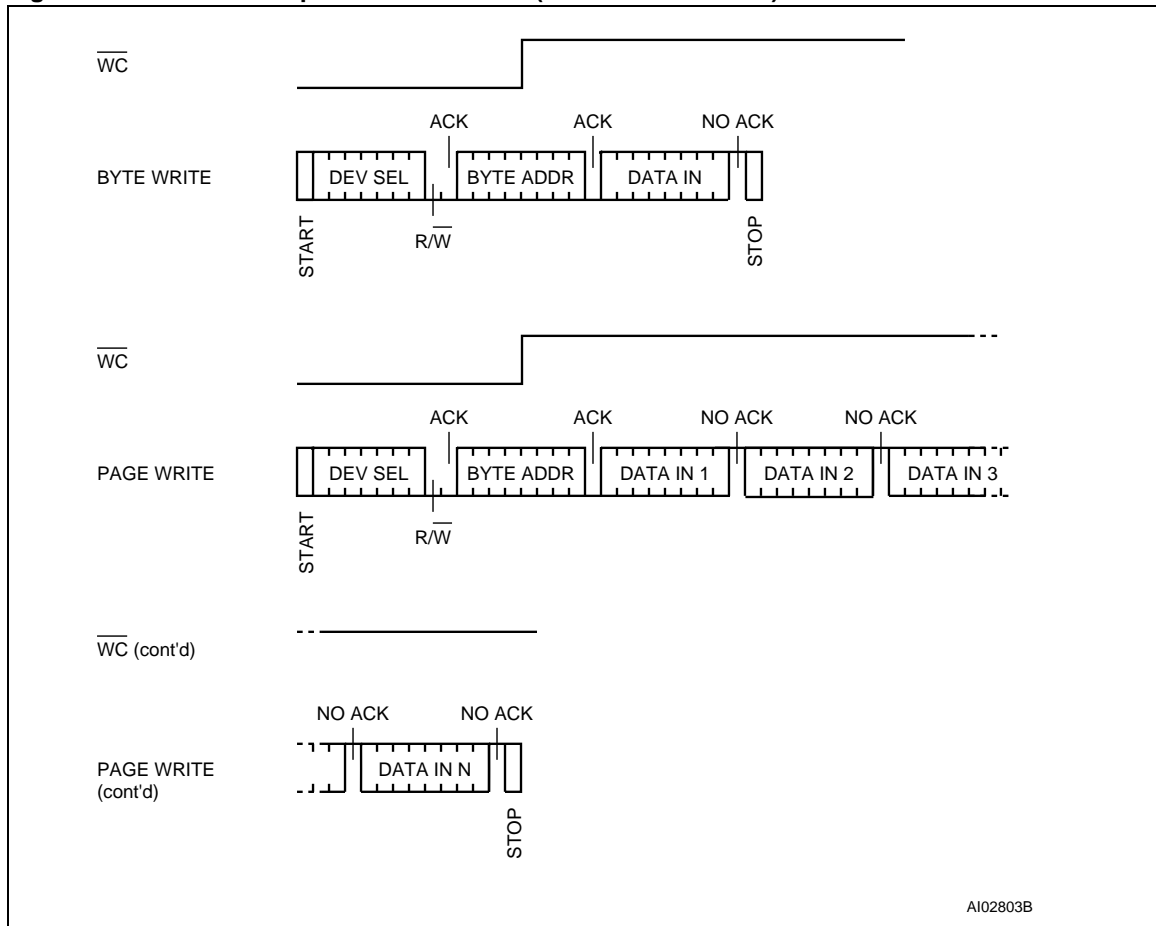 WC
ACK ACK NO ACK
BYTE WRITE DEV SEL BYTE ADDR DATA IN
START R/W STOP
WC
ACK ACK NO ACK NO ACK
PAGE WRITE DEV SEL BYTE ADDR DATA IN 1 DATA IN 2 DATA IN 3
START R/W
WC (cont'd)
NO ACK NO ACK
PAGE WRITE DATA IN N
(cont'd)
STOP
AI02803B